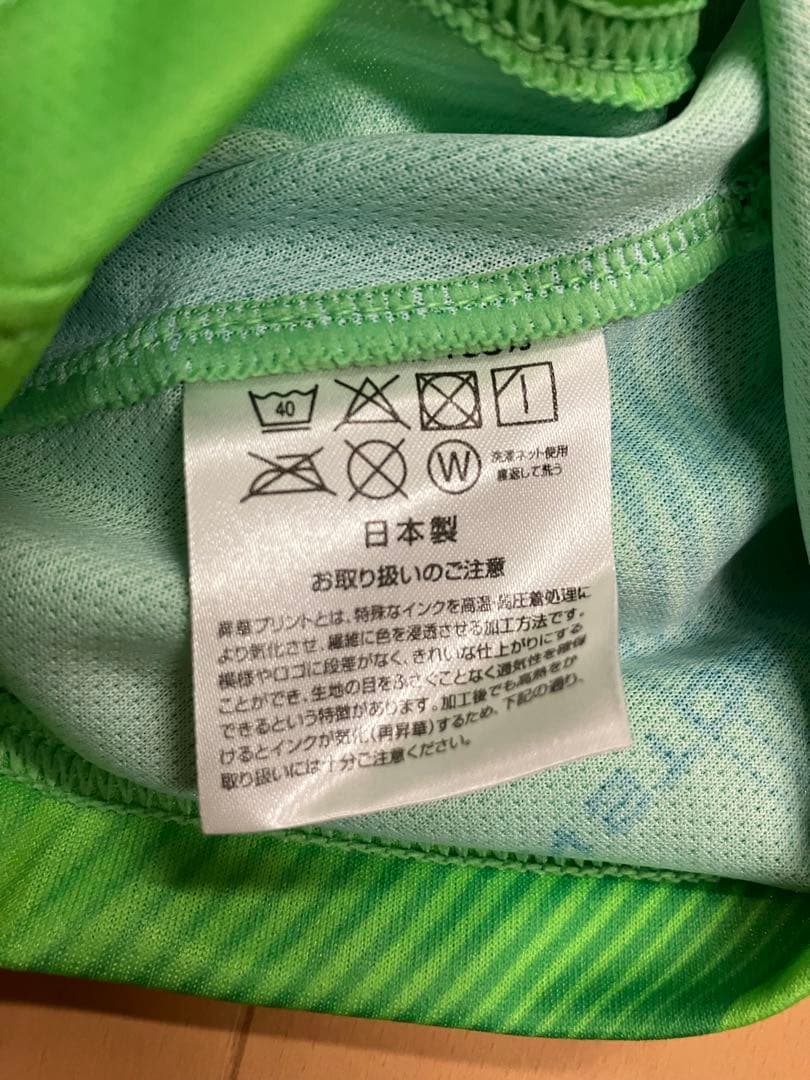 40
W
洗濯ネット使用
裏返して洗う
日本製
お取り扱いのご注意
昇華プリントとは、特殊なインクを高温・高圧着処理に
より気化させ、繊維に色を浸透させる加工方法です。
模様やロゴに段差がなく、きれいな仕上がりにする
ことができ、生地の目をふさぐことなく通気性を確保
できるという特徴があります。加工後でも高熱をか
けるとインクが気化(再昇華)するため、下記の通り、
取り扱いには十分ご注意ください。